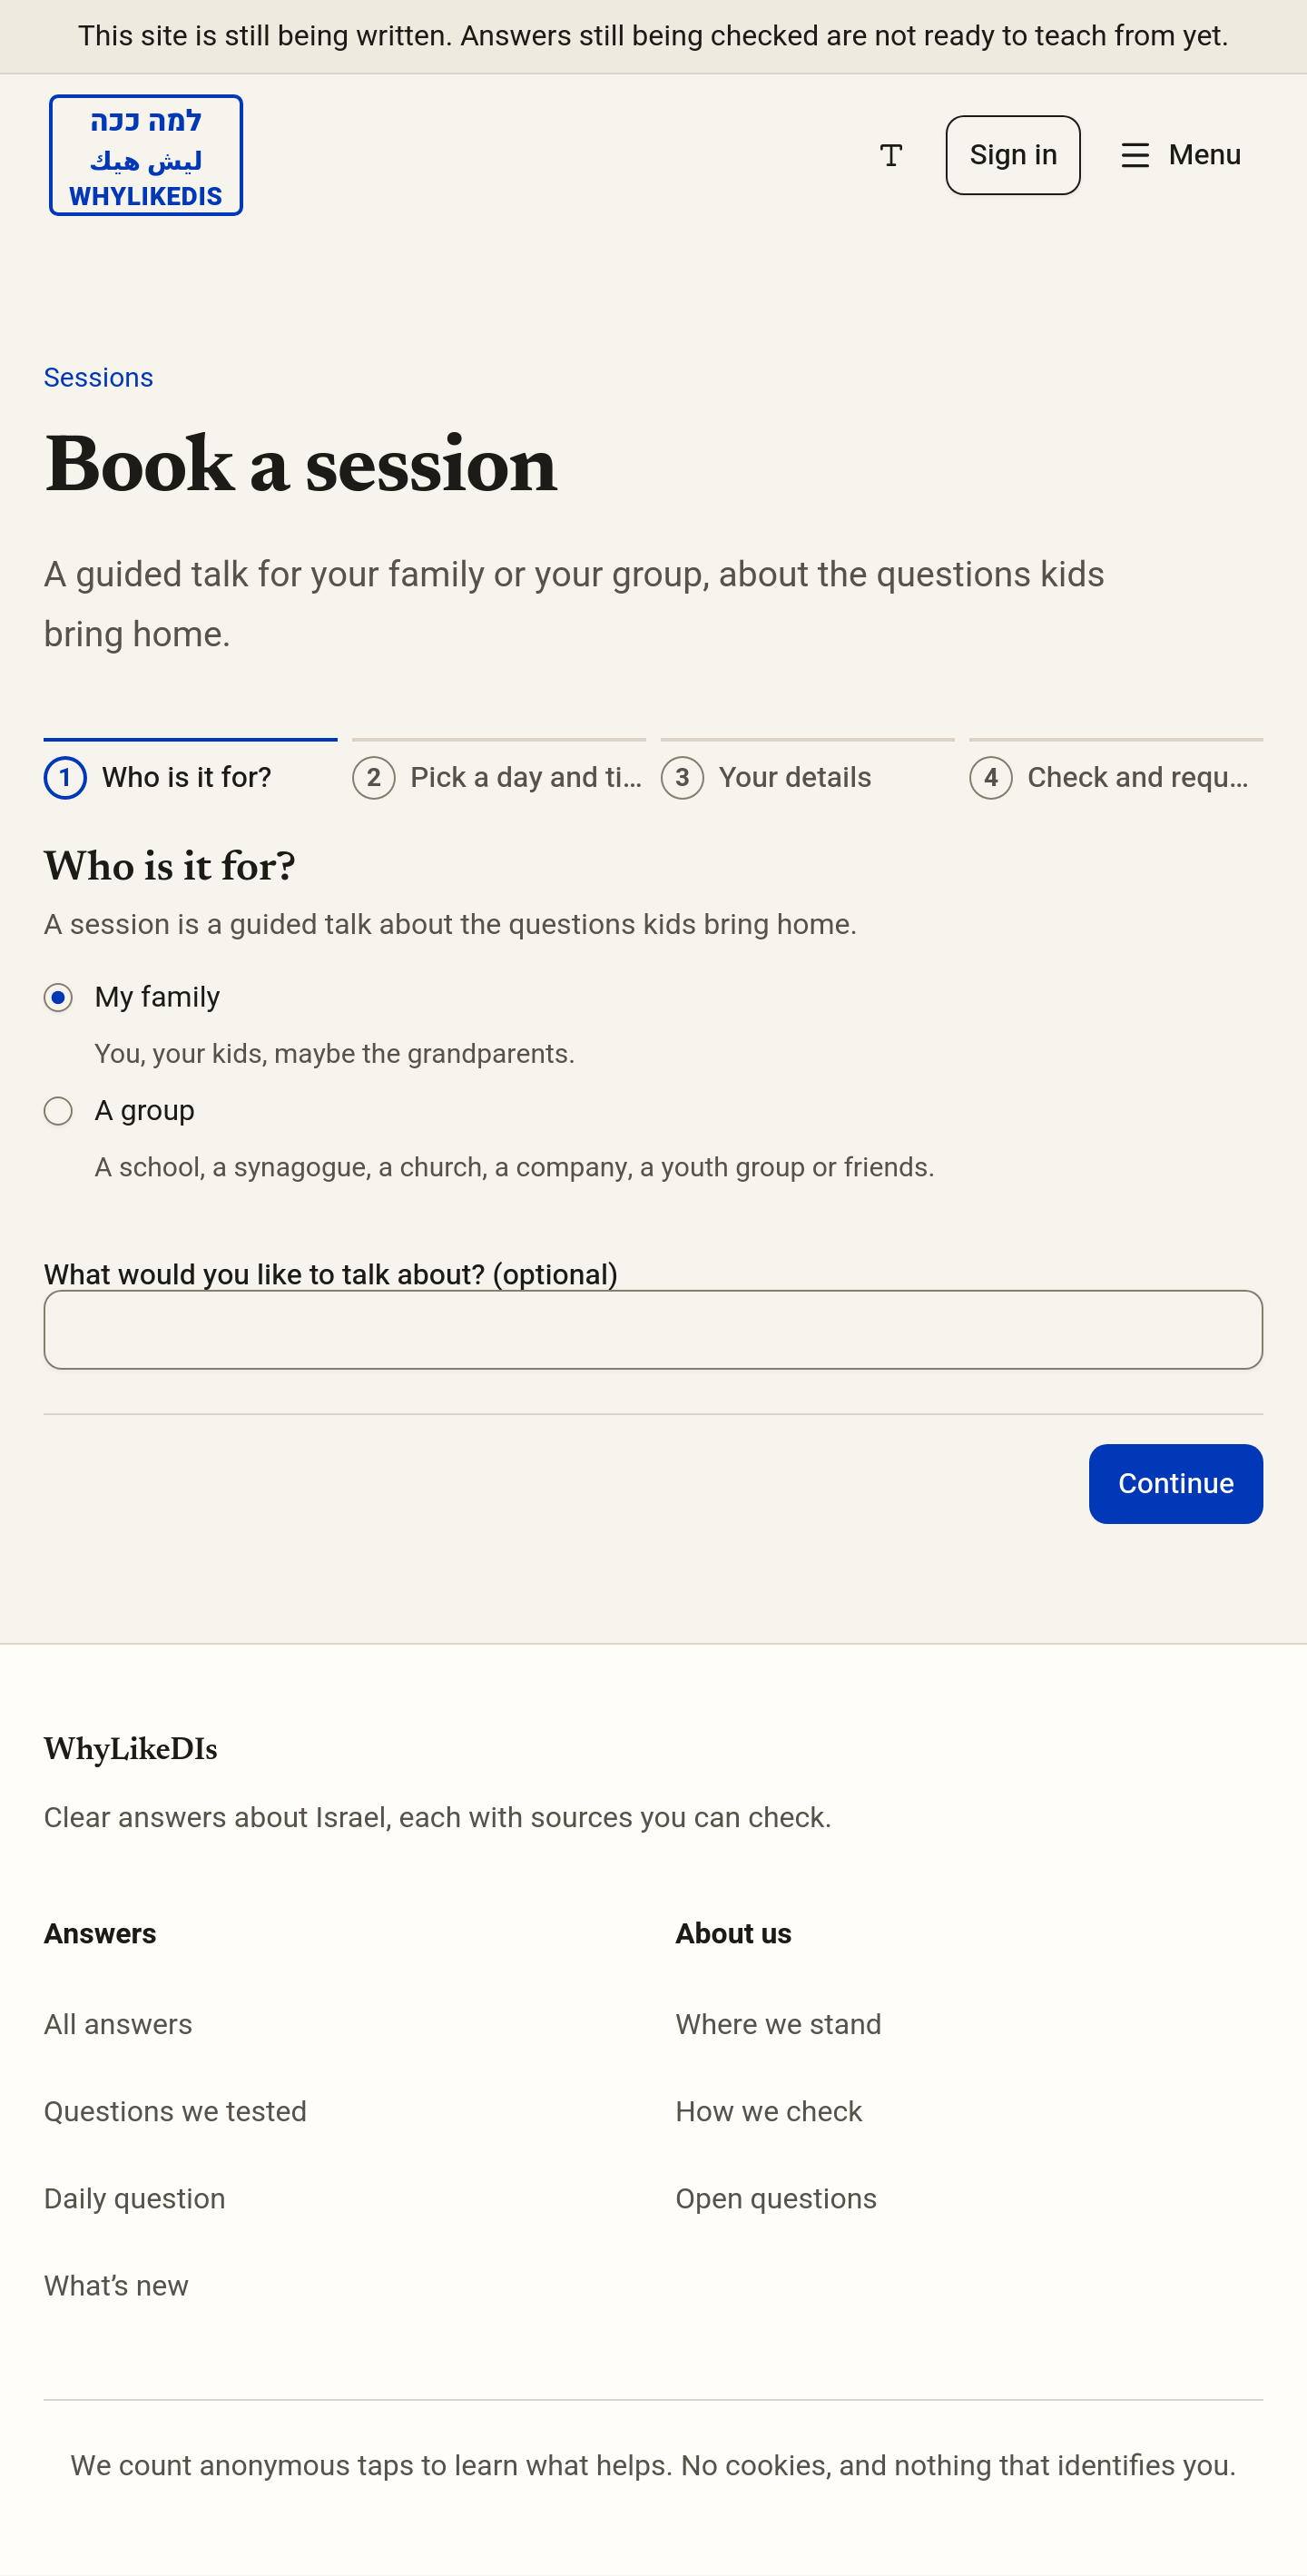 This site is still being written. Answers still being checked are not ready to teach from yet.
למה ככה
ليش هيك
WHYLIKEDIS
Sign in
Menu
Sessions
Book a session
A guided talk for your family or your group, about the questions kids
bring home.
1 Who is it for?
2 Pick a day and ti...
3 Your details
4 Check and requ...
Who is it for?
A session is a guided talk about the questions kids bring home.
My family
You, your kids, maybe the grandparents.
A group
A school, a synagogue, a church, a company, a youth group or friends.
What would you like to talk about? (optional)
Continue
WhyLikeDIs
Clear answers about Israel, each with sources you can check.
Answers
All answers
Questions we tested
Daily question
What’s new
About us
Where we stand
How we check
Open questions
We count anonymous taps to learn what helps. No cookies, and nothing that identifies you.